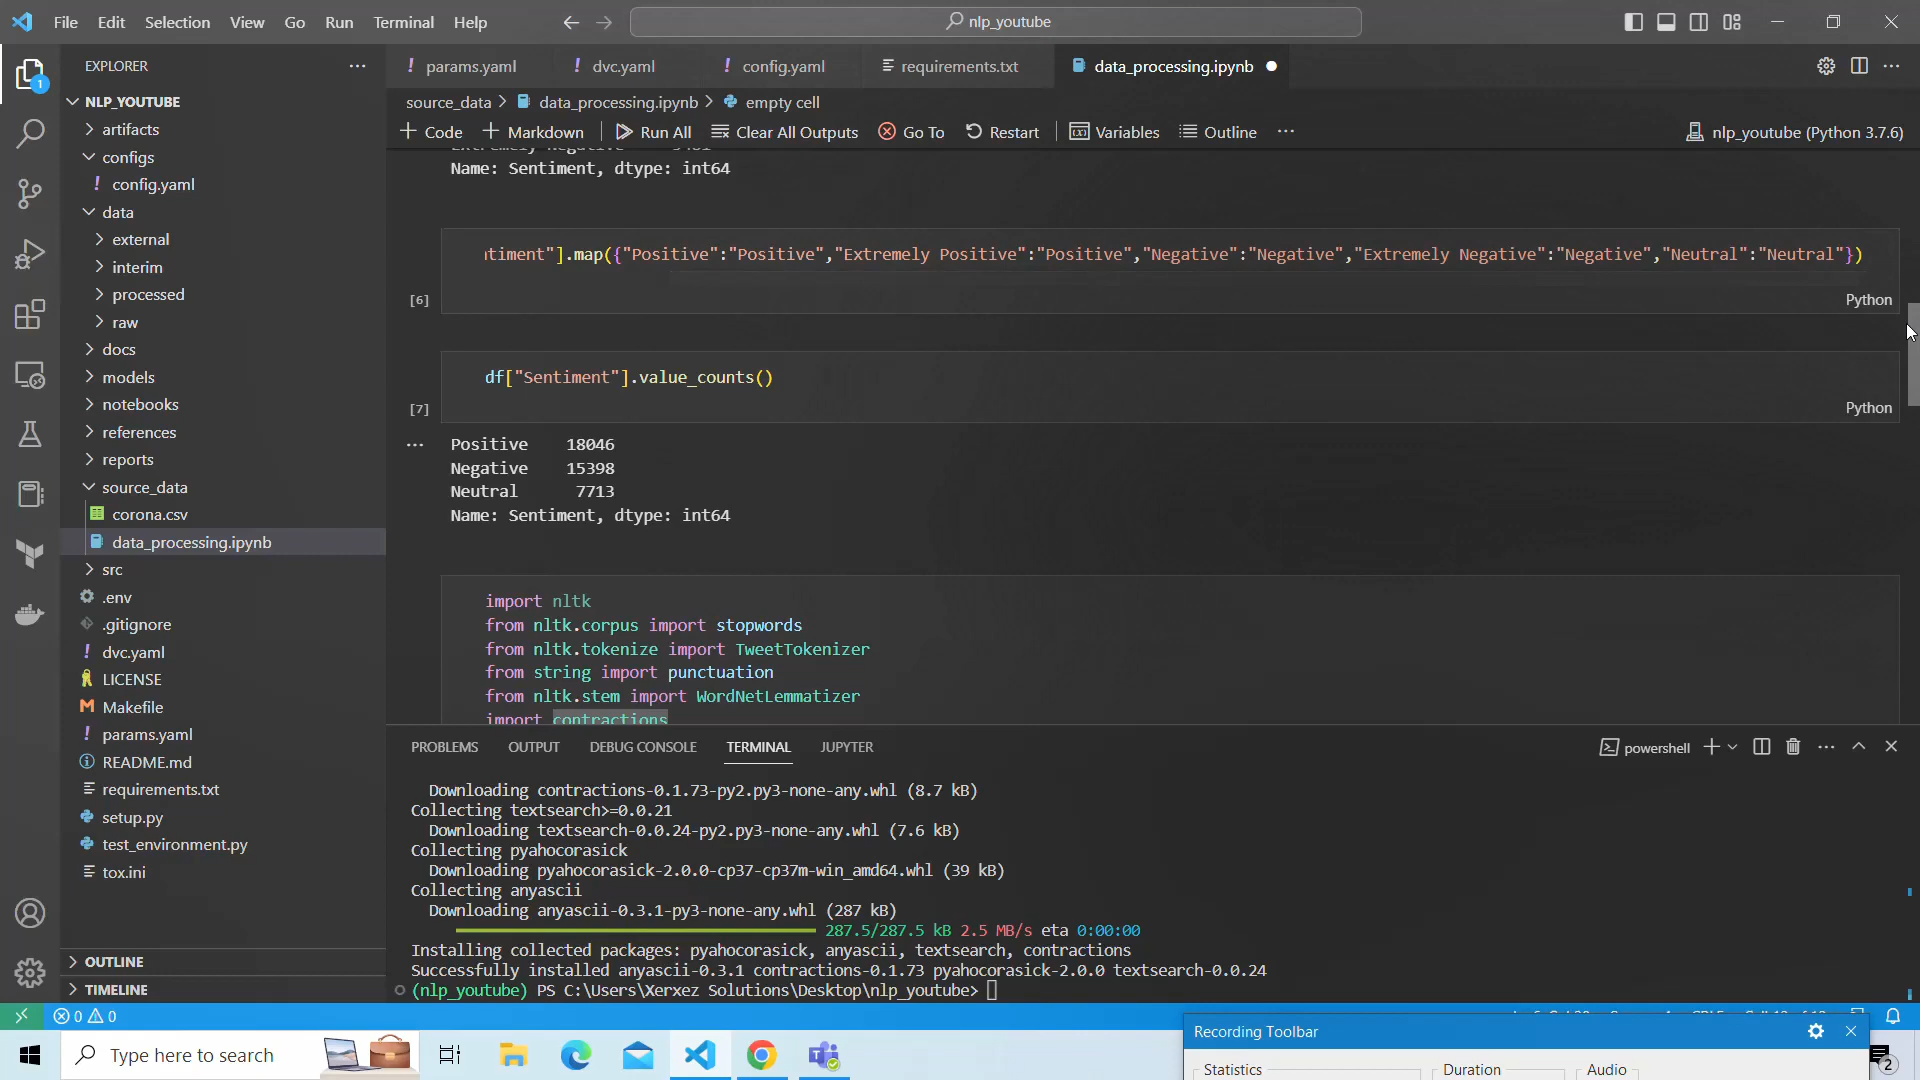 File Edit Selection View Go Run Terminal Help
nlp_youtube
EXPLORER
NLP_YOUTUBE
artifacts
configs
! config.yaml
data
external
interim
processed
raw
docs
models
notebooks
references
reports
source_data
corona.csv
data_processing.ipynb
src
.env
.gitignore
! dvc.yaml
LICENSE
Makefile
! params.yaml
README.md
requirements.txt
setup.py
test_environment.py
tox.ini
OUTLINE
TIMELINE
! params.yaml ! dvc.yaml ! config.yaml requirements.txt data_processing.ipynb
source_data > data_processing.ipynb > empty cell
+ Code + Markdown Run All Clear All Outputs Go To Restart Variables Outline ... nlp_youtube (Python 3.7.6)
Name: Sentiment, dtype: int64
ntiment"].map({"Positive":"Positive","Extremely Positive":"Positive","Negative":"Negative","Extremely Negative":"Negative","Neutral":"Neutral"})
[6] Python
df["Sentiment"].value_counts()
[7] Python
... Positive 18046
Negative 15398
Neutral 7713
Name: Sentiment, dtype: int64
import nltk
from nltk.corpus import stopwords
from nltk.tokenize import TweetTokenizer
from string import punctuation
from nltk.stem import WordNetLemmatizer
import contractions
PROBLEMS OUTPUT DEBUG CONSOLE TERMINAL JUPYTER powershell
Downloading contractions-0.1.73-py2.py3-none-any.whl (8.7 kB)
Collecting textsearch>=0.0.21
Downloading textsearch-0.0.24-py2.py3-none-any.whl (7.6 kB)
Collecting pyahocorasick
Downloading pyahocorasick-2.0.0-cp37-cp37m-win_amd64.whl (39 kB)
Collecting anyascii
Downloading anyascii-0.3.1-py3-none-any.whl (287 kB)
287.5/287.5 kB 2.5 MB/s eta 0:00:00
Installing collected packages: pyahocorasick, anyascii, textsearch, contractions
Successfully installed anyascii-0.3.1 contractions-0.1.73 pyahocorasick-2.0.0 textsearch-0.0.24
(nlp_youtube) PS C:\Users\Xerxez Solutions\Desktop\nlp_youtube>
0 0
Recording Toolbar
Statistics Duration Audio
Type here to search
1
2